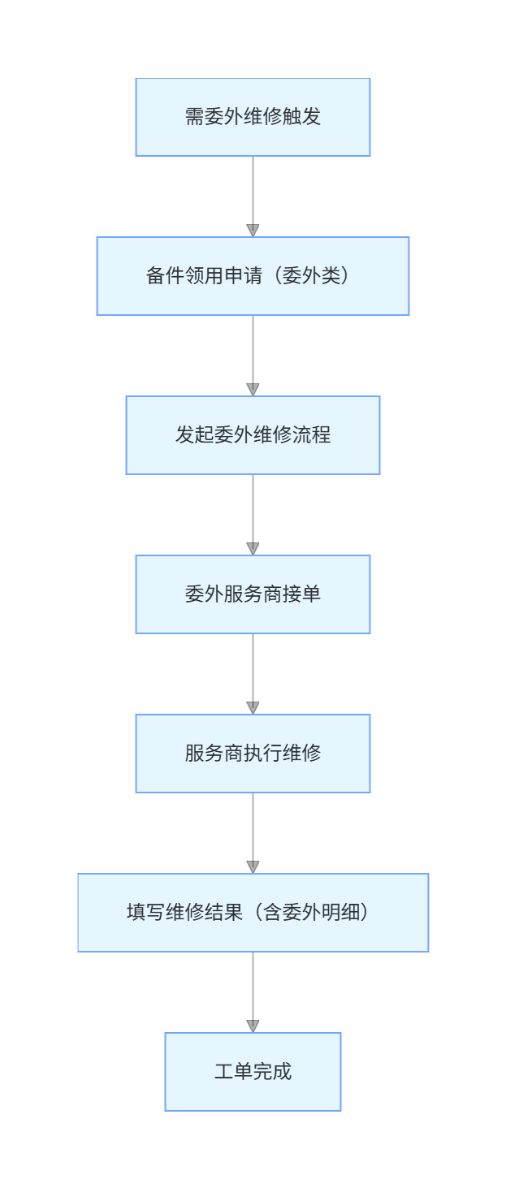 需委外维修触发
备件领用申请（委外类）
发起委外维修流程
委外服务商接单
服务商执行维修
填写维修结果（含委外明细）
工单完成